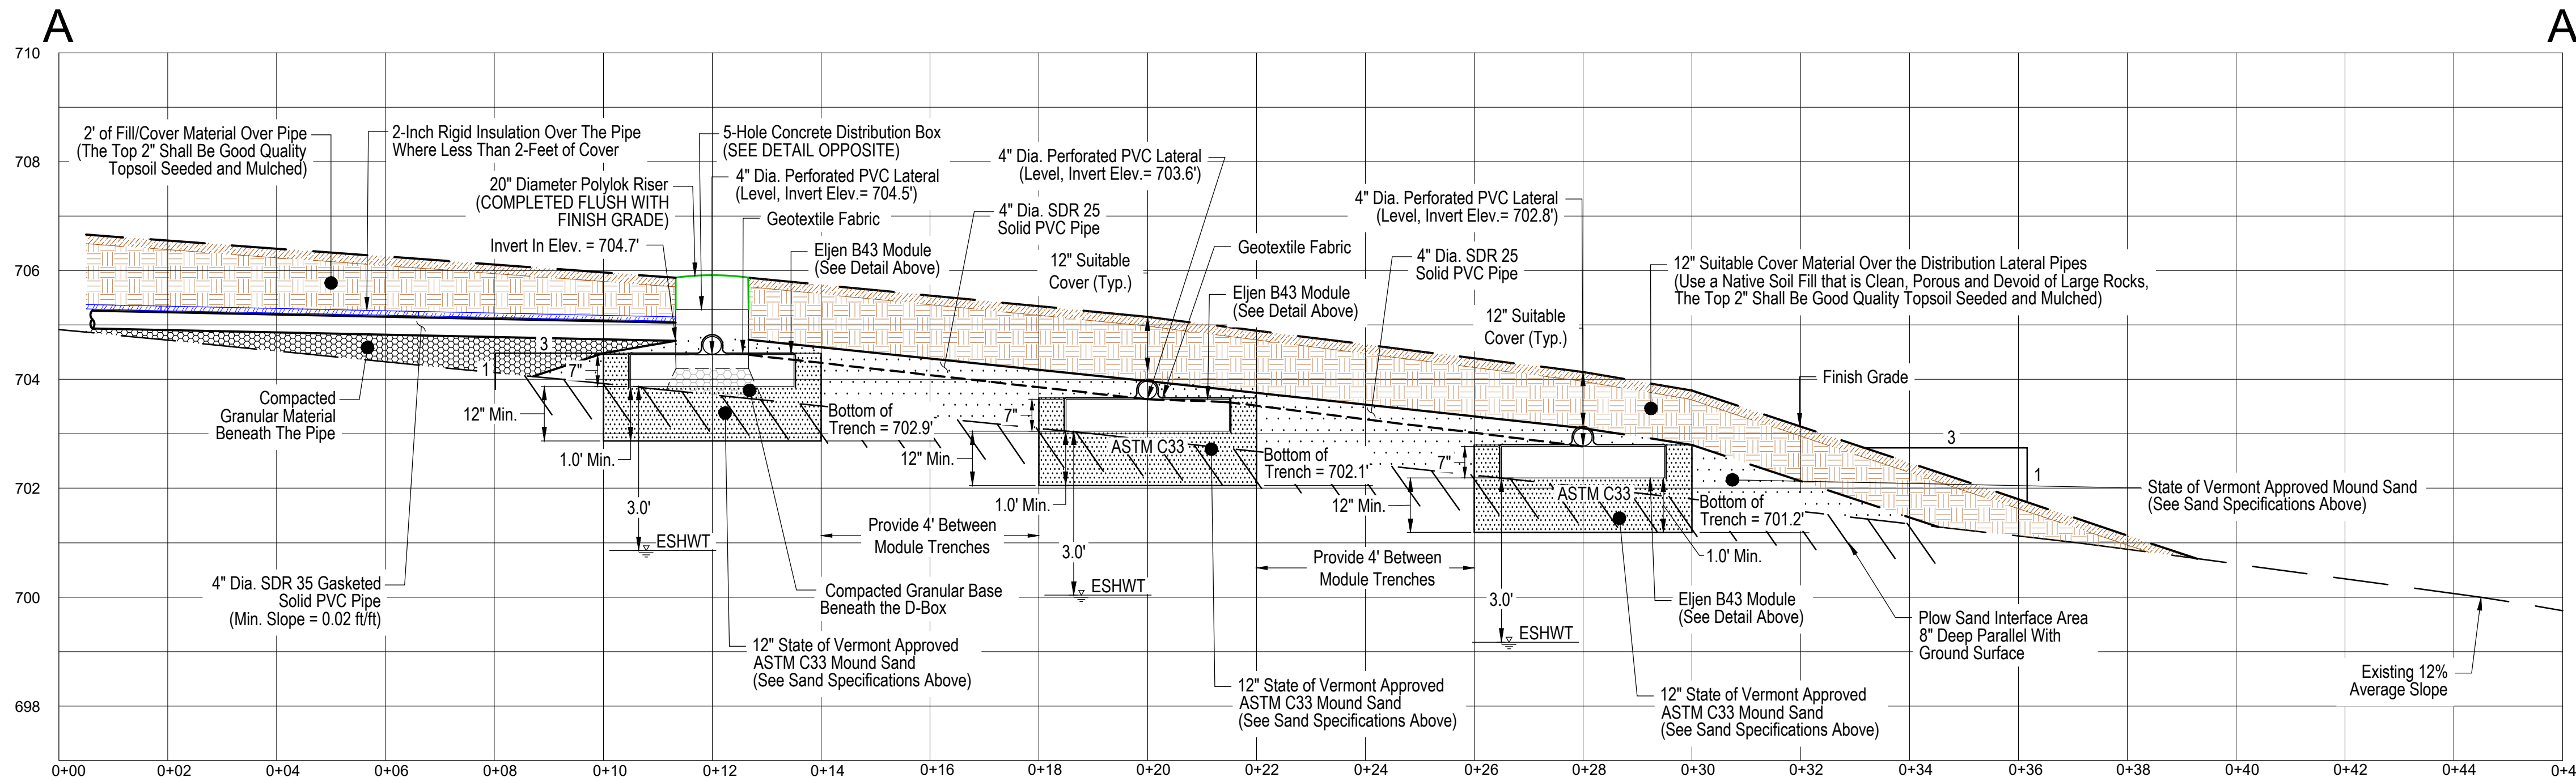 A
A
710
708
706
704
702
700
698
2' of Fill/Cover Material Over Pipe
(The Top 2" Shall Be Good Quality
Topsoil Seeded and Mulched)
2-Inch Rigid Insulation Over The Pipe
Where Less Than 2-Feet of Cover
5-Hole Concrete Distribution Box
(SEE DETAIL OPPOSITE)
20" Diameter Polylok Riser
(COMPLETED FLUSH WITH
FINISH GRADE)
4" Dia. Perforated PVC Lateral
(Level, Invert Elev.= 704.5')
Invert In Elev. = 704.7'
Geotextile Fabric
Eljen B43 Module
(See Detail Above)
4" Dia. Perforated PVC Lateral
(Level, Invert Elev.= 703.6')
4" Dia. SDR 25
Solid PVC Pipe
12" Suitable
Cover (Typ.)
Geotextile Fabric
Eljen B43 Module
(See Detail Above)
4" Dia. Perforated PVC Lateral
(Level, Invert Elev.= 702.8')
4" Dia. SDR 25
Solid PVC Pipe
12" Suitable
Cover (Typ.)
12" Suitable Cover Material Over the Distribution Lateral Pipes
(Use a Native Soil Fill that is Clean, Porous and Devoid of Large Rocks,
The Top 2" Shall Be Good Quality Topsoil Seeded and Mulched)
Finish Grade
3
1
3
1
State of Vermont Approved Mound Sand
(See Sand Specifications Above)
Compacted
Granular Material
Beneath The Pipe
7"
12" Min.
1.0' Min.
3.0'
ESHWT
Bottom of
Trench = 702.9'
Provide 4' Between
Module Trenches
7"
12" Min.
1.0' Min.
3.0'
ESHWT
ASTM C33
Bottom of
Trench = 702.1'
Provide 4' Between
Module Trenches
7"
12" Min.
3.0'
ESHWT
ASTM C33
Bottom of
Trench = 701.2'
1.0' Min.
4" Dia. SDR 35 Gasketed
Solid PVC Pipe
(Min. Slope = 0.02 ft/ft)
Compacted Granular Base
Beneath the D-Box
12" State of Vermont Approved
ASTM C33 Mound Sand
(See Sand Specifications Above)
12" State of Vermont Approved
ASTM C33 Mound Sand
(See Sand Specifications Above)
Eljen B43 Module
(See Detail Above)
12" State of Vermont Approved
ASTM C33 Mound Sand
(See Sand Specifications Above)
Plow Sand Interface Area
8" Deep Parallel With
Ground Surface
Existing 12%
Average Slope
0+00
0+02
0+04
0+06
0+08
0+10
0+12
0+14
0+16
0+18
0+20
0+22
0+24
0+26
0+28
0+30
0+32
0+34
0+36
0+38
0+40
0+42
0+44
0+4